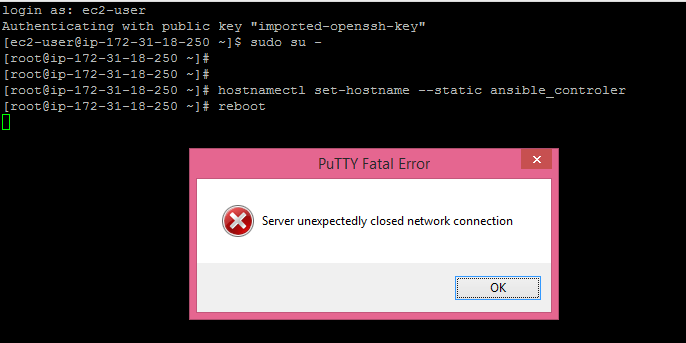 login as: ec2-user
Authenticating with public key "imported-openssh-key"
[ec2-user@ip-172-31-18-250 ~]$ sudo su -
[root@ip-172-31-18-250 ~]#
[root@ip-172-31-18-250 ~]#
[root@ip-172-31-18-250 ~]# hostnamectl set-hostname --static ansible_controler
[root@ip-172-31-18-250 ~]# reboot
PuTTY Fatal Error
Server unexpectedly closed network connection
OK